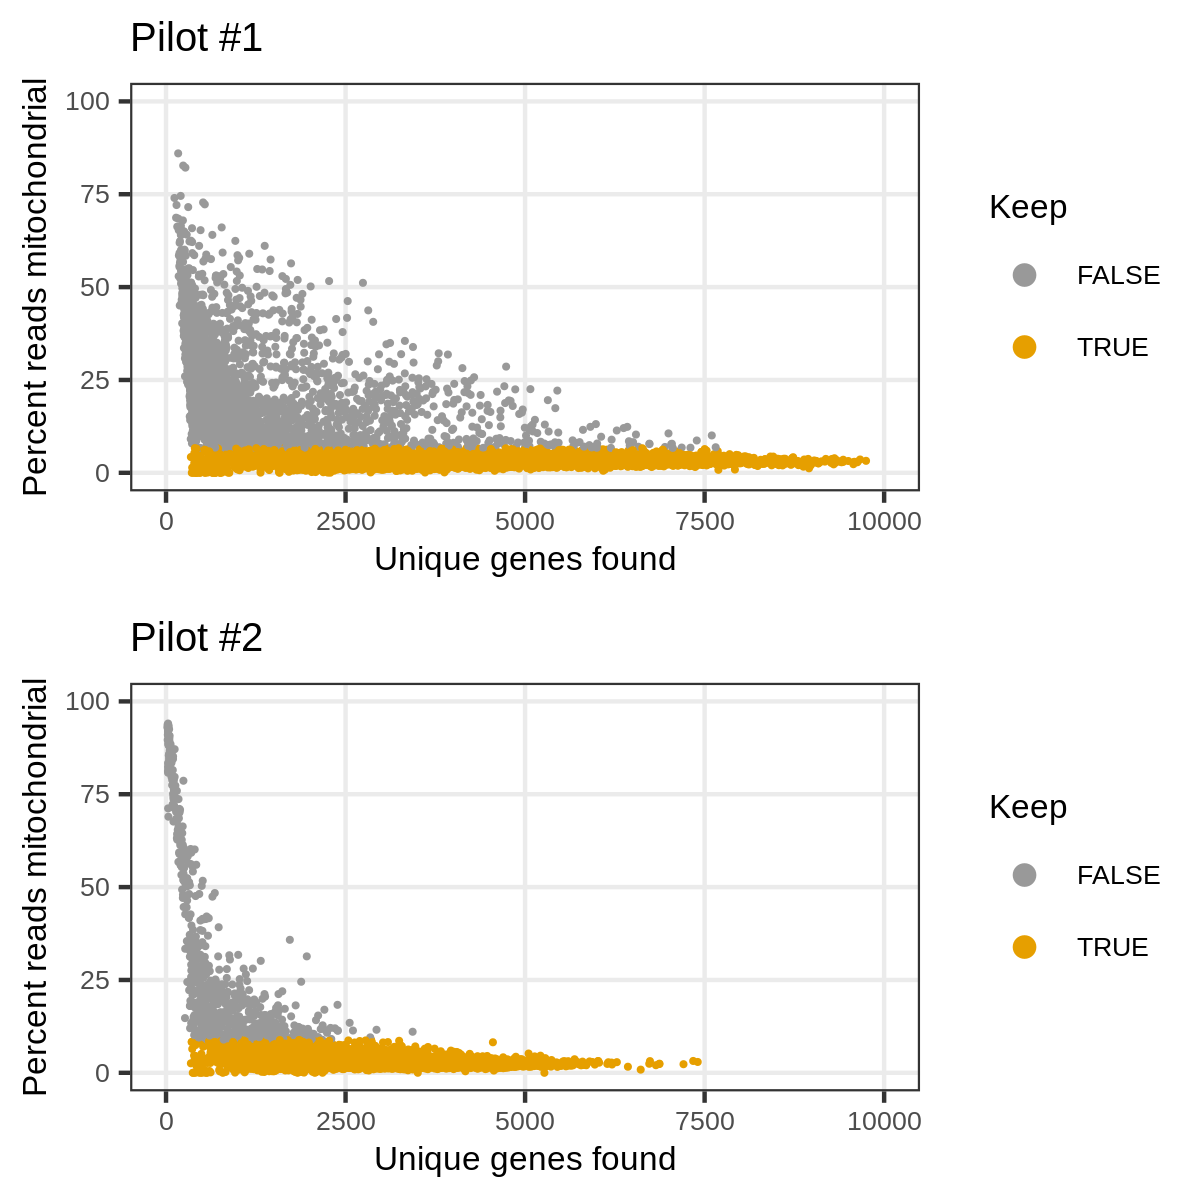 Pilot #1
Percent reads mitochondrial
100
75
50
25
0
0 2500 5000 7500 10000
Unique genes found
Keep
FALSE
TRUE
Pilot #2
Percent reads mitochondrial
100
75
50
25
0
0 2500 5000 7500 10000
Unique genes found
Keep
FALSE
TRUE